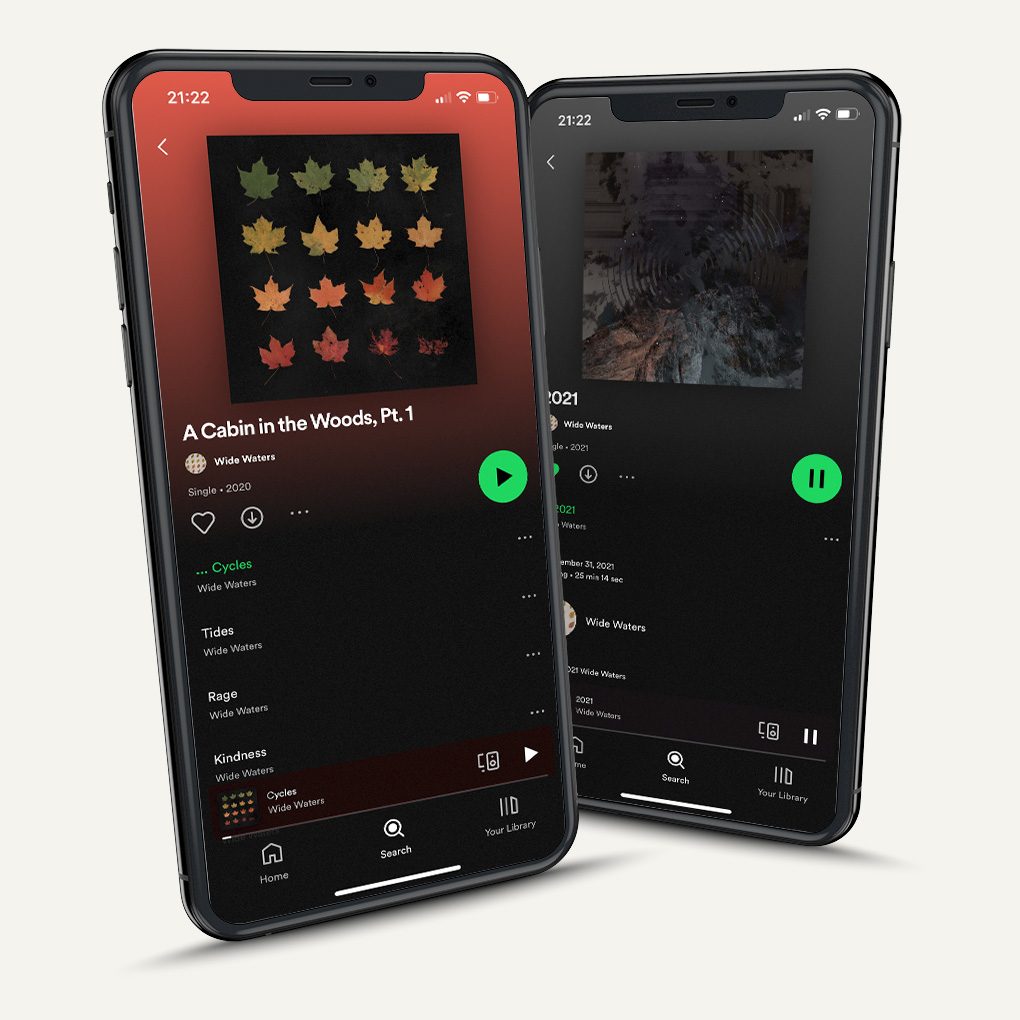 21:22
A Cabin in the Woods, Pt. 1
Wide Waters
Single • 2020
... Cycles
Wide Waters
Tides
Wide Waters
Rage
Wide Waters
Kindness
Wide Waters
Cycles
Wide Waters
Home
Search
Your Library
21:22
2021
Wide Waters
gle • 2021
2021
Waters
ember 31, 2021
g • 25 min 14 sec
Wide Waters
021 Wide Waters
2021
Wide Waters
me
Search
Your Library